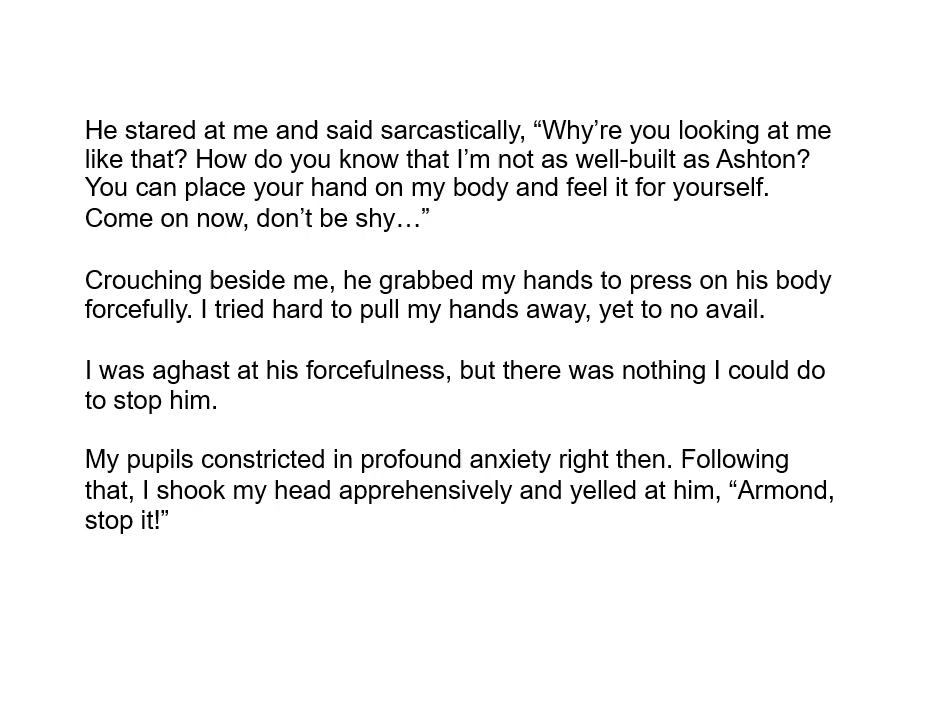 He stared at me and said sarcastically, “Why’re you looking at me
like that? How do you know that I’m not as well-built as Ashton?
You can place your hand on my body and feel it for yourself.
Come on now, don’t be shy…”
Crouching beside me, he grabbed my hands to press on his body
forcefully. I tried hard to pull my hands away, yet to no avail.
I was aghast at his forcefulness, but there was nothing I could do
to stop him.
My pupils constricted in profound anxiety right then. Following
that, I shook my head apprehensively and yelled at him, “Armond,
stop it!”